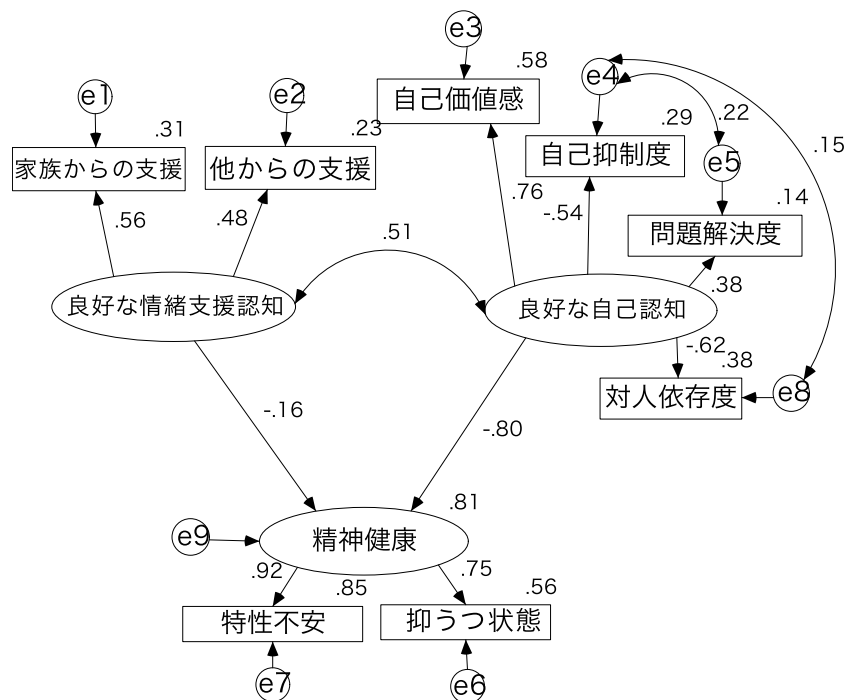 e3
.58
e1
e2
e4
自己価値感
.31
.23
.29
.22
家族からの支援
他からの支援
自己抑制度
e5
.15
.56
.48
.76
-.54
.14
問題解決度
.51
良好な情緒支援認知
良好な自己認知
.38
-.62
.38
対人依存度
e8
-.16
-.80
.81
e9
精神健康
.92
.85
.75
.56
特性不安
抑うつ状態
e7
e6